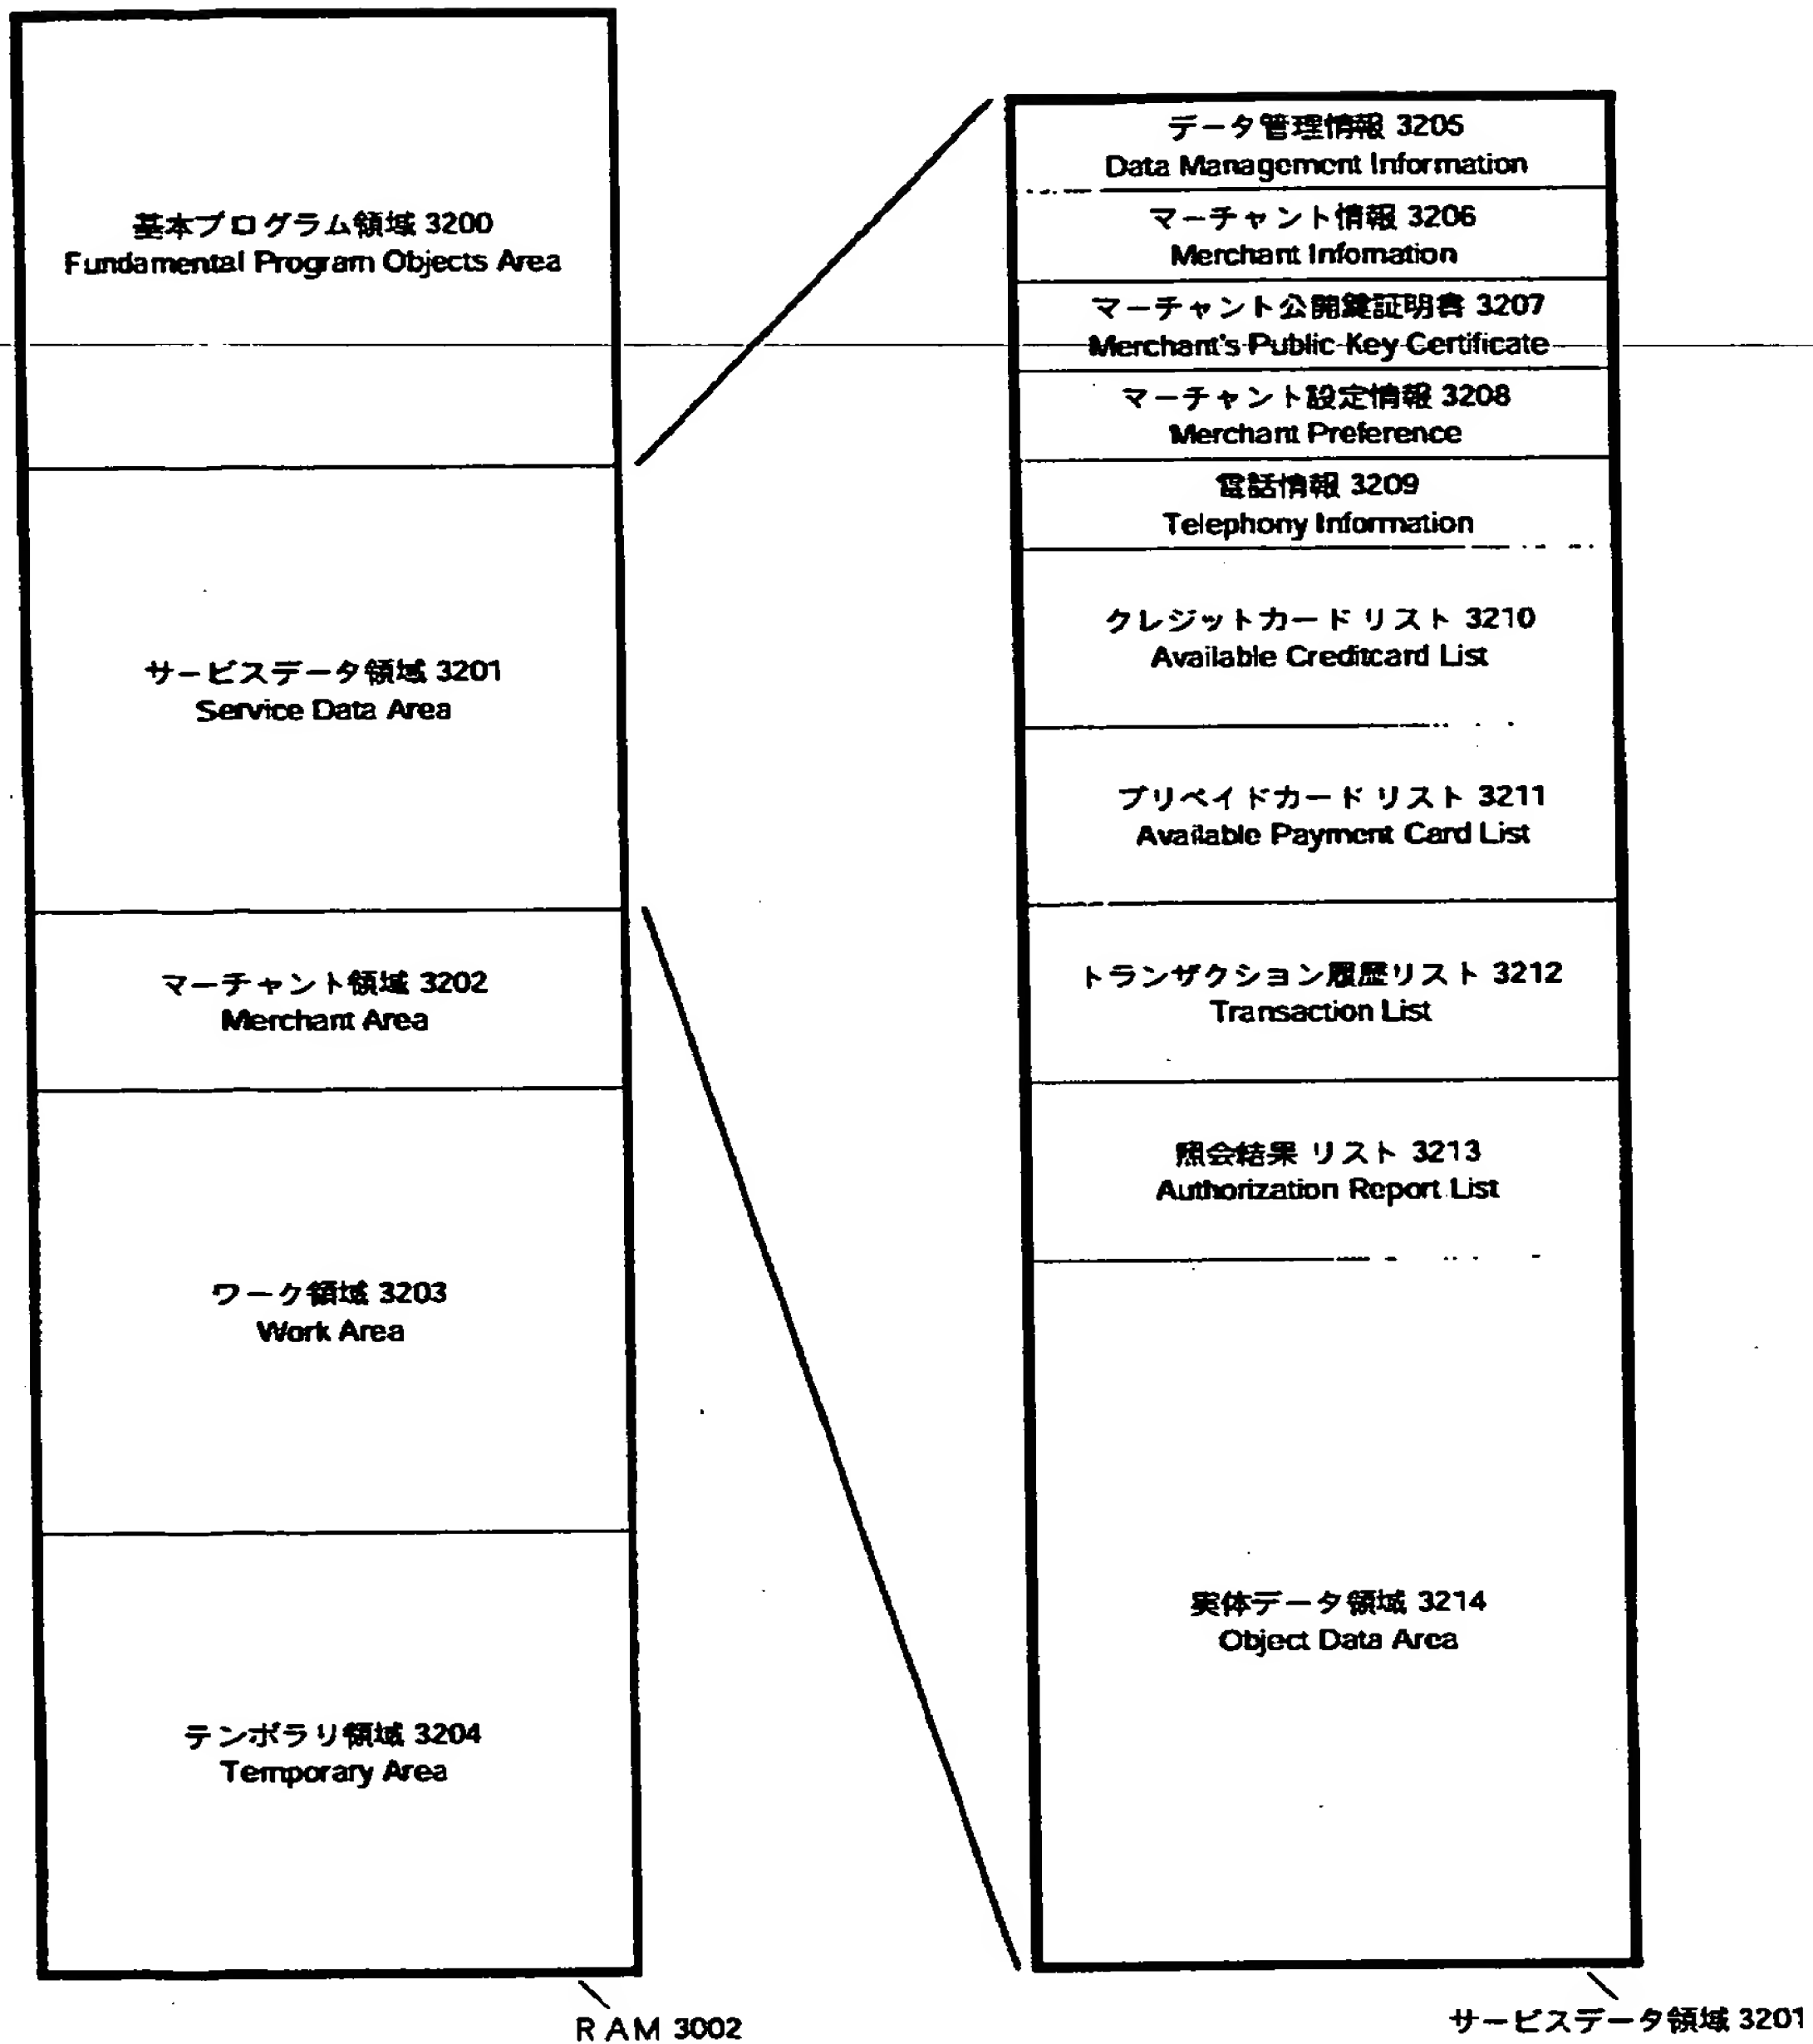 基本プログラム領域 3200
Fundamental Program Objects Area
サービスデータ領域 3201
Service Data Area
マーチャント領域 3202
Merchant Area
ワーク領域 3203
Work Area
テンポラリ領域 3204
Temporary Area
RAM 3002
データ管理情報 3205
Data Management Information
マーチャント情報 3206
Merchant Infomation
マーチャント公開鍵証明書 3207
Merchant's Public Key Certificate
マーチャント設定情報 3208
Merchant Preference
電話情報 3209
Telephony Information
クレジットカード リスト 3210
Available Creditcard List
プリペイドカード リスト 3211
Available Payment Card List
トランザクション履歴リスト 3212
Transaction List
照会結果 リスト 3213
Authorization Report List
実体データ領域 3214
Object Data Area
サービスデータ領域 3201